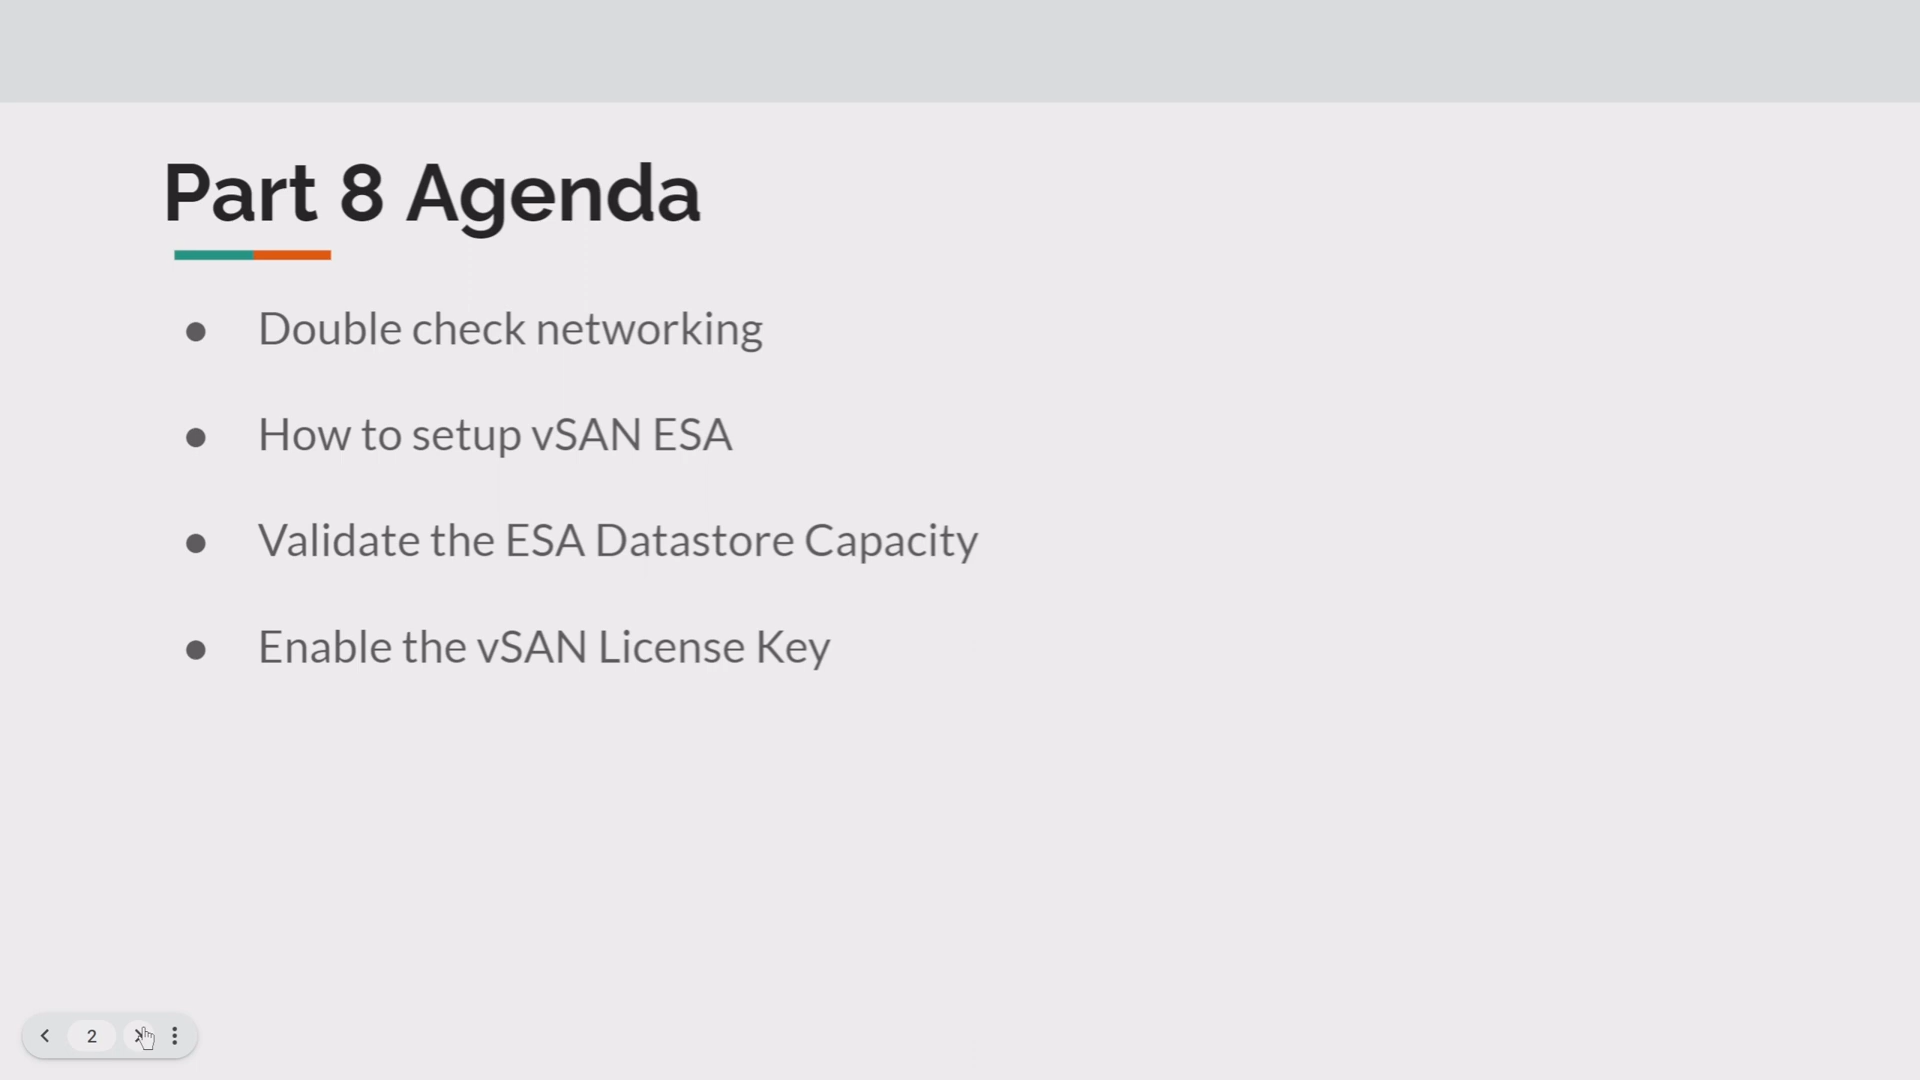 Part 8 Agenda
● Double check networking
● How to setup vSAN ESA
● Validate the ESA Datastore Capacity
● Enable the vSAN License Key
2